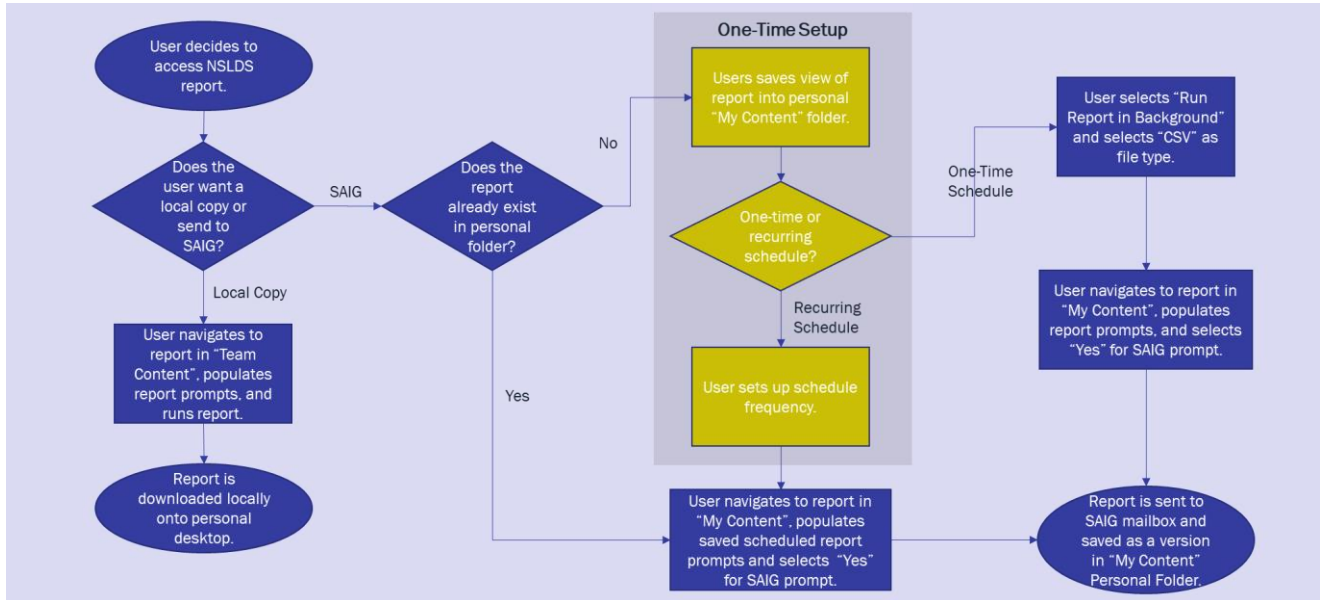 User decides to
access NSLDS
report.
Does the
user want a
local copy or
send to
SAIG?
SAIG
Local Copy
User navigates to
report in “Team
Content”, populates
report prompts, and
runs report.
Report is
downloaded locally
onto personal
desktop.
Does the
report
already exist
in personal
folder?
No
Yes
One-Time Setup
Users saves view of
report into personal
“My Content” folder.
One-time or
recurring
schedule?
Recurring
Schedule
User sets up schedule
frequency.
User navigates to report in
“My Content”, populates
saved scheduled report
prompts and selects “Yes”
for SAIG prompt.
One-Time
Schedule
User selects “Run
Report in Background”
and selects “CSV” as
file type.
User navigates to report in
“My Content”, populates
report prompts, and selects
“Yes” for SAIG prompt.
Report is sent to
SAIG mailbox and
saved as a version
in “My Content”
Personal Folder.